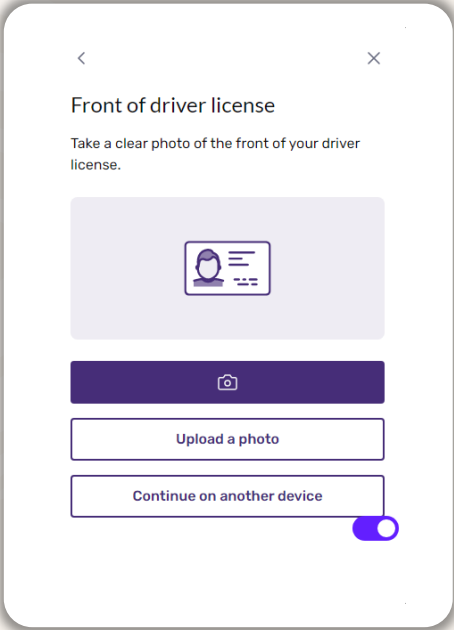 Front of driver license
Take a clear photo of the front of your driver
license.
Upload a photo
Continue on another device